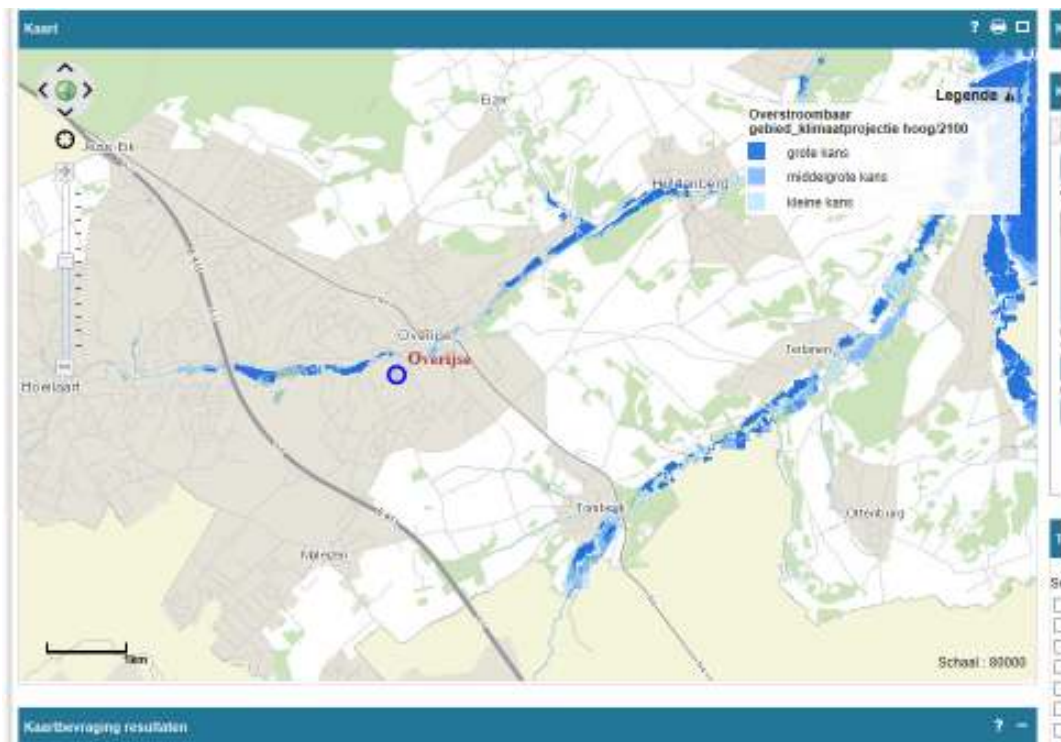 Kaart
Legende
Overstroombaar
gebied_klimaatprojectie hoog/2100
grote kans
middelgrote kans
kleine kans
Overijse
Overijse
Hoeilaart
Terlanen
Tombeek
Ottenburg
Maleizen
1km
Schaal : 80000
Kaartbevraging resultaten